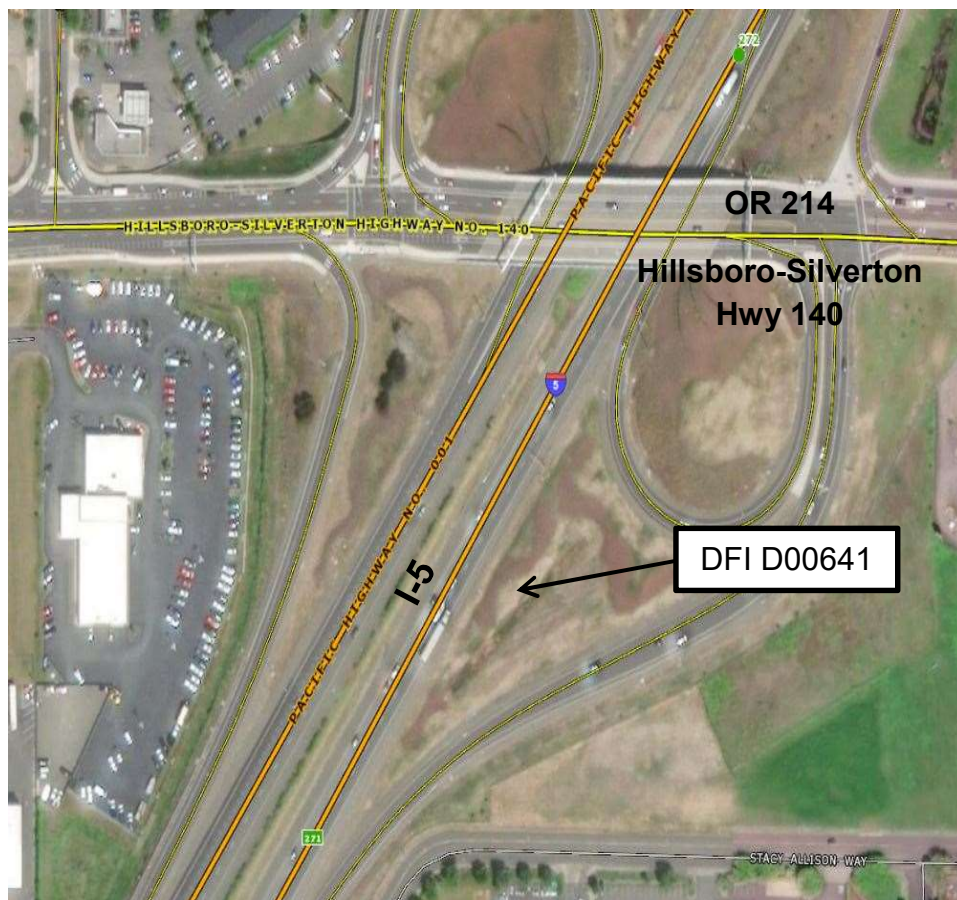 272
PACIFIC HIGHWAY
OR 214
HILLSBORO-SILVERTON HIGHWAY NO. 140
Hillsboro-Silverton
Hwy 140
5
PACIFIC HIGHWAY NO. 001
I-5
DFI D00641
271
STACY ALLISON WAY